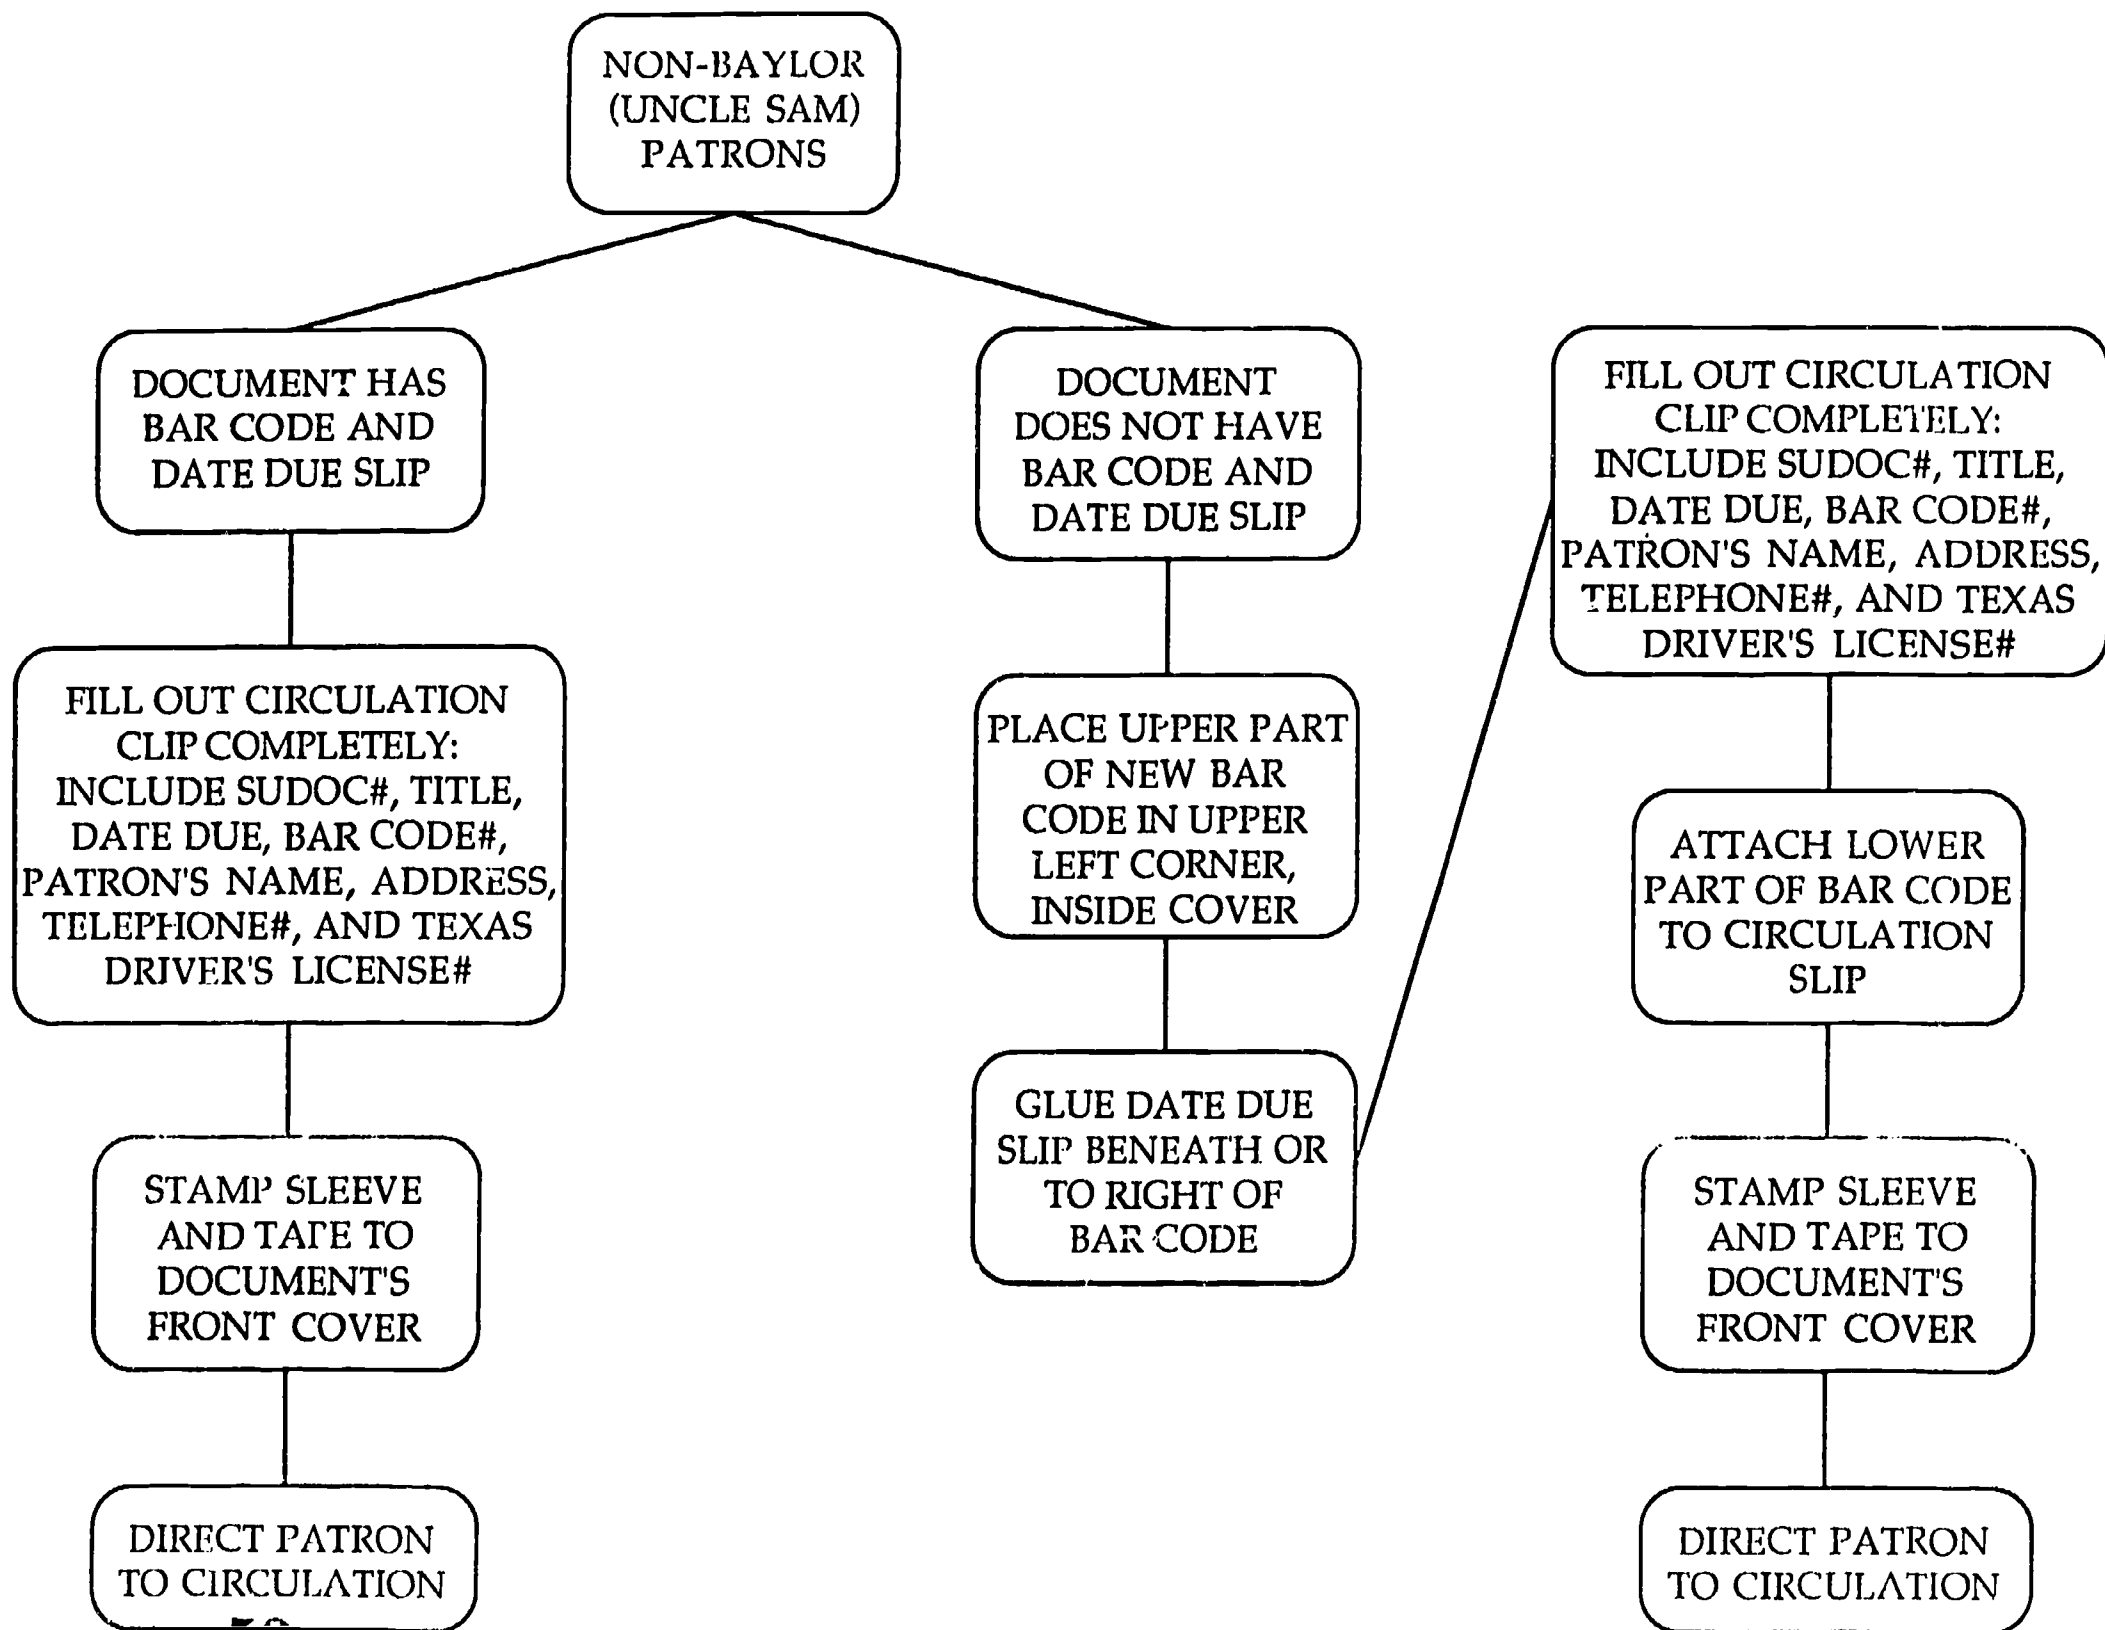 NON-BAYLOR
(UNCLE SAM)
PATRONS
DOCUMENT HAS
BAR CODE AND
DATE DUE SLIP
FILL OUT CIRCULATION
CLIP COMPLETELY:
INCLUDE SUDOC#, TITLE,
DATE DUE, BAR CODE#,
PATRON'S NAME, ADDRESS,
TELEPHONE#, AND TEXAS
DRIVER'S LICENSE#
STAMP SLEEVE
AND TAPE TO
DOCUMENT'S
FRONT COVER
DIRECT PATRON
TO CIRCULATION
DOCUMENT
DOES NOT HAVE
BAR CODE AND
DATE DUE SLIP
PLACE UPPER PART
OF NEW BAR
CODE IN UPPER
LEFT CORNER,
INSIDE COVER
GLUE DATE DUE
SLIP BENEATH OR
TO RIGHT OF
BAR CODE
FILL OUT CIRCULATION
CLIP COMPLETELY:
INCLUDE SUDOC#, TITLE,
DATE DUE, BAR CODE#,
PATRON'S NAME, ADDRESS,
TELEPHONE#, AND TEXAS
DRIVER'S LICENSE#
ATTACH LOWER
PART OF BAR CODE
TO CIRCULATION
SLIP
STAMP SLEEVE
AND TAPE TO
DOCUMENT'S
FRONT COVER
DIRECT PATRON
TO CIRCULATION